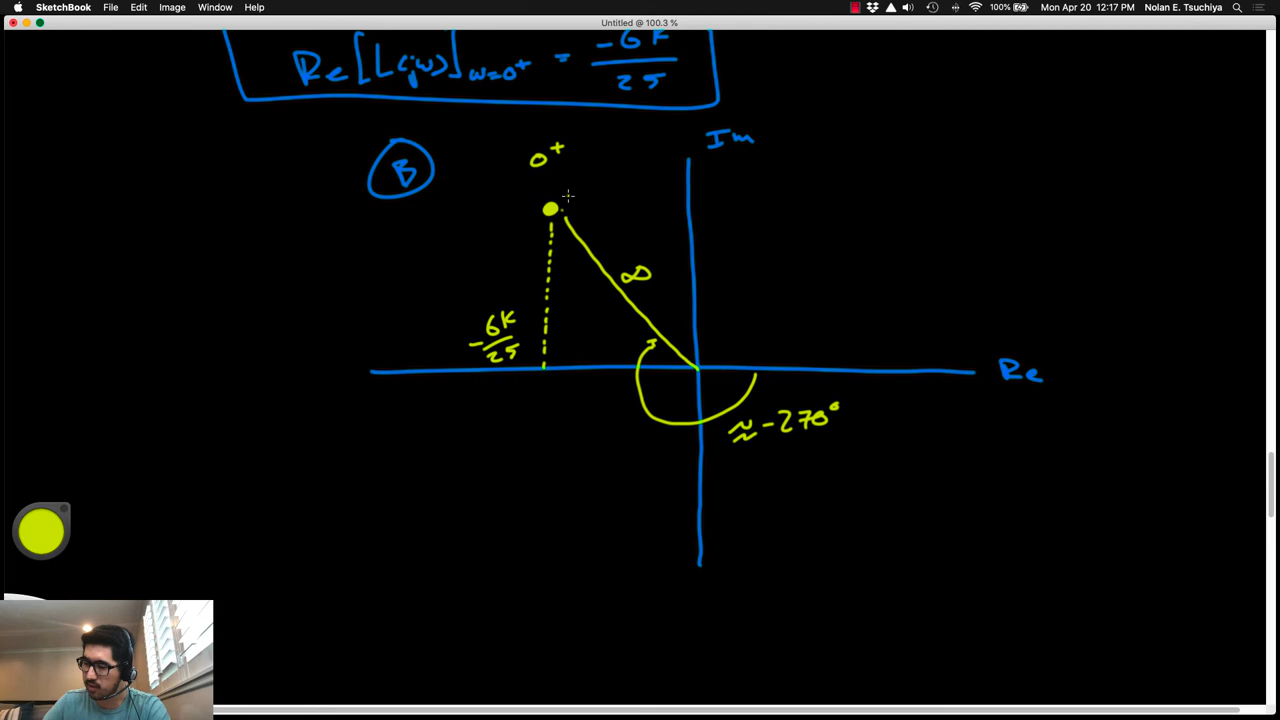 SketchBook File Edit Image Window Help 100% Mon Apr 20 12:17 PM Nolan E. Tsuchiya
Untitled @ 100.3 %
Re[L(jω)]ω=0⁺ = -6K/25
B
0⁺
Im
∞
-6K/25
Re
≈ -270°